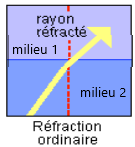 rayon
réfracté
milieu 1
milieu 2
Réfraction
ordinaire